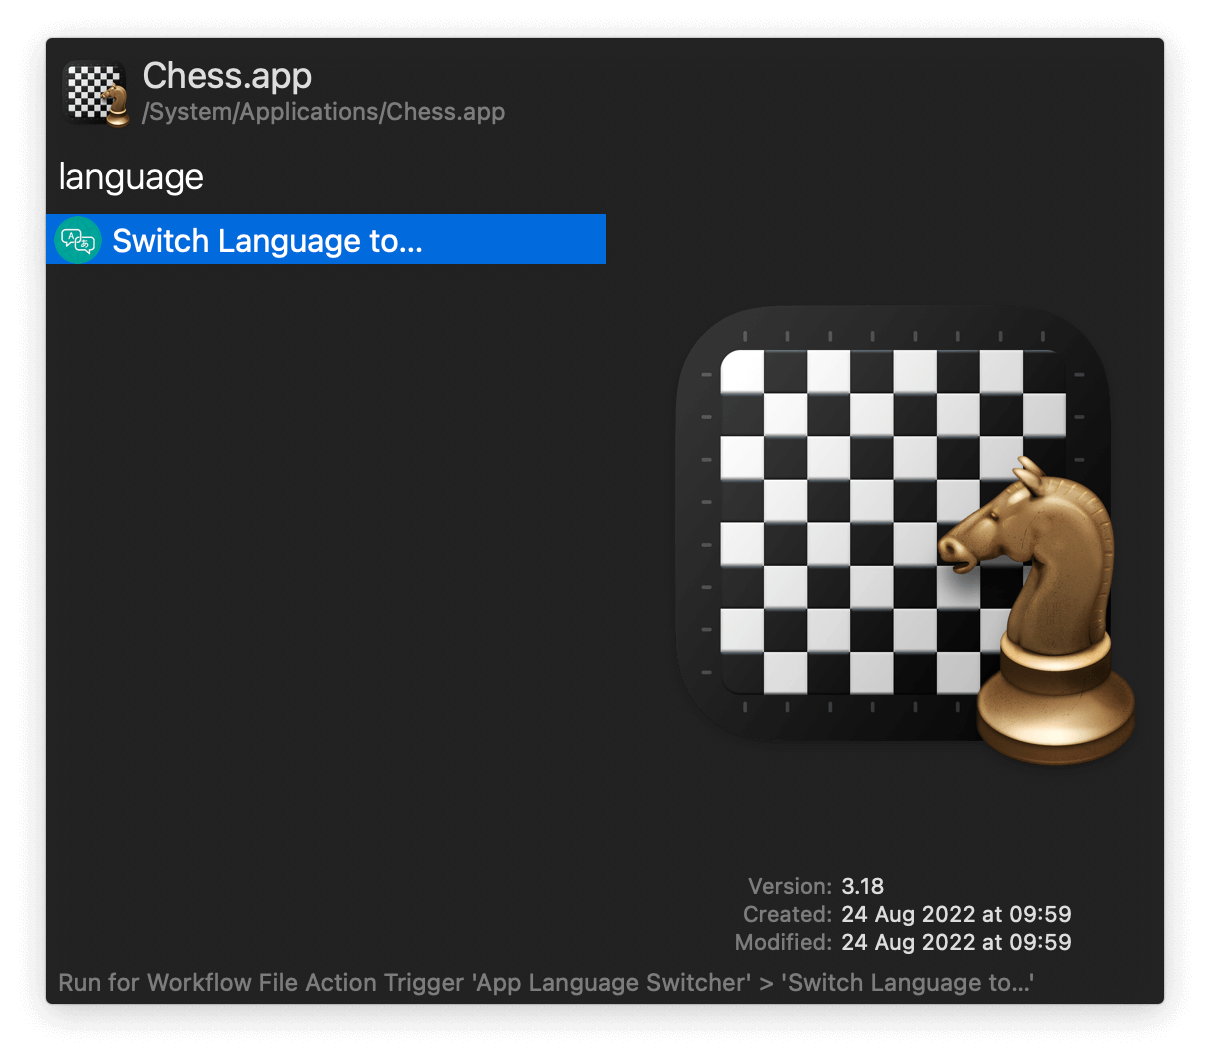 Chess.app
/System/Applications/Chess.app
language
Switch Language to...
Version: 3.18
Created: 24 Aug 2022 at 09:59
Modified: 24 Aug 2022 at 09:59
Run for Workflow File Action Trigger 'App Language Switcher' > 'Switch Language to...'